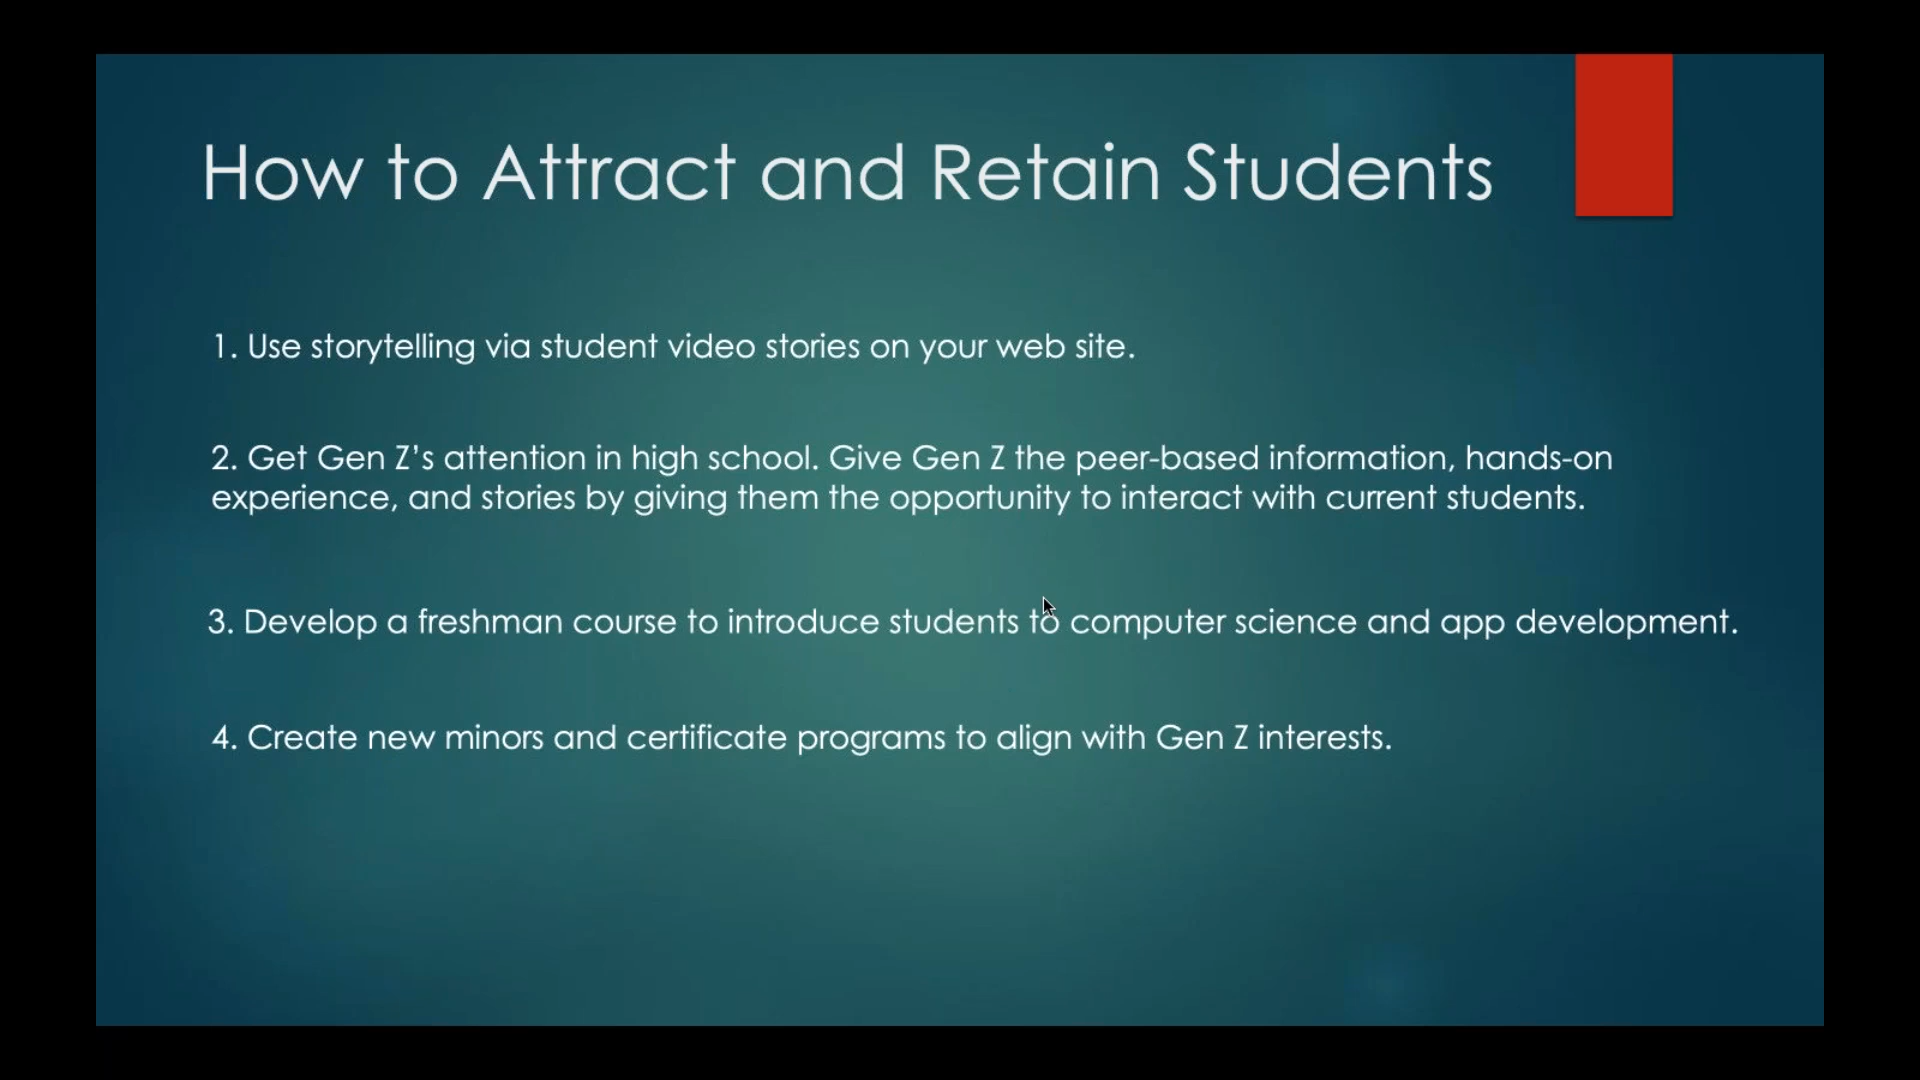 How to Attract and Retain Students
1. Use storytelling via student video stories on your web site.
2. Get Gen Z’s attention in high school. Give Gen Z the peer-based information, hands-on
experience, and stories by giving them the opportunity to interact with current students.
3. Develop a freshman course to introduce students to computer science and app development.
4. Create new minors and certificate programs to align with Gen Z interests.